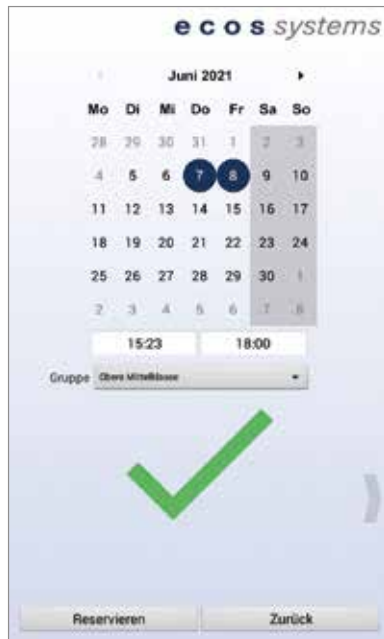 ecos systems
Juni 2021
Mo Di Mi Do Fr Sa So
28 29 30 31 1 2 3
4 5 6 7 8 9 10
11 12 13 14 15 16 17
18 19 20 21 22 23 24
25 26 27 28 29 30 1
2 3 4 5 6 7 8
15:23 18:00
Gruppe Obere Mittelklasse
Reservieren Zurück